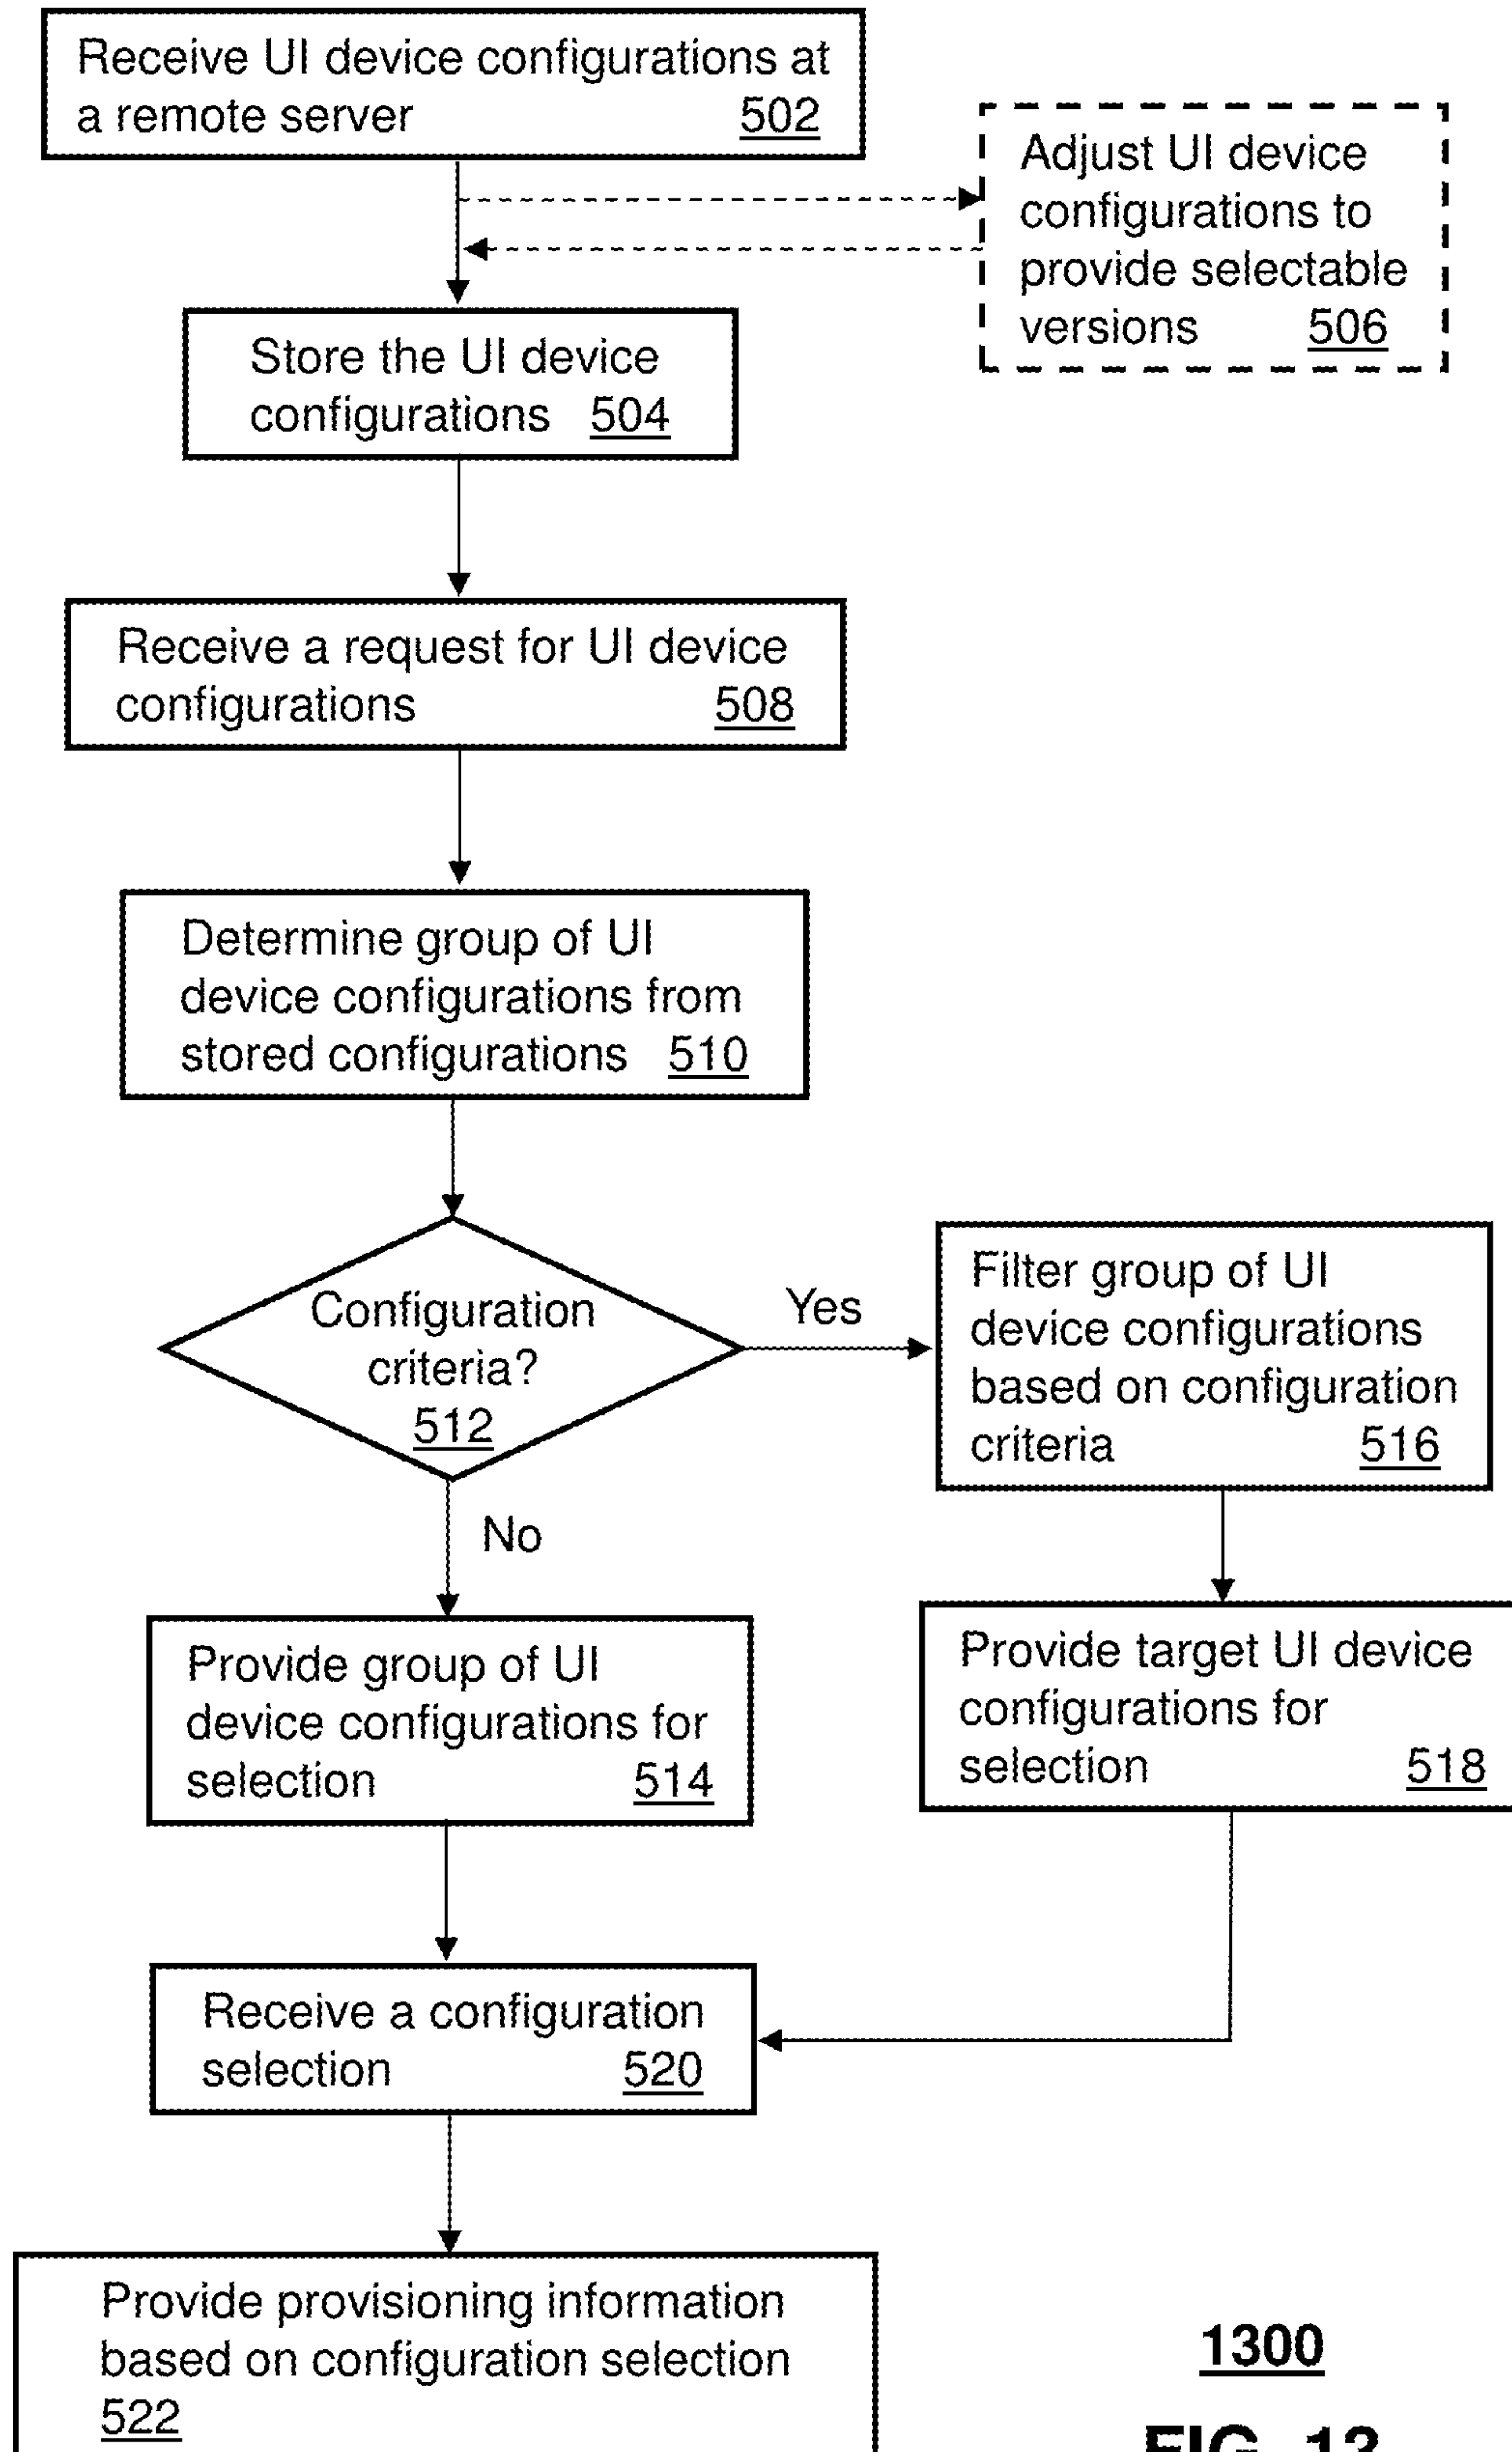 Receive UI device configurations at
a remote server 502
Adjust UI device
configurations to
provide selectable
versions 506
Store the UI device
configurations 504
Receive a request for UI device
configurations 508
Determine group of UI
device configurations from
stored configurations 510
Configuration
criteria?
512
Yes
Filter group of UI
device configurations
based on configuration
criteria 516
No
Provide group of UI
device configurations for
selection 514
Provide target UI device
configurations for
selection 518
Receive a configuration
selection 520
Provide provisioning information
based on configuration selection
522
1300
FIG. 13